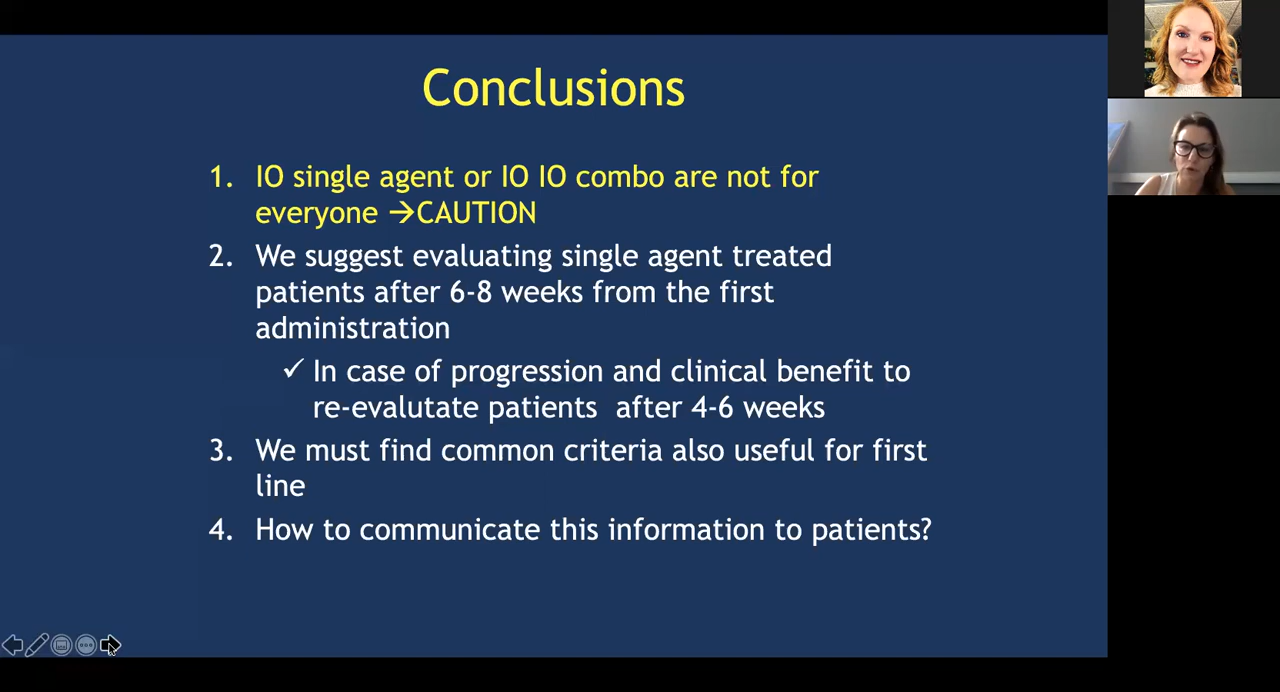 Conclusions
1. IO single agent or IO IO combo are not for
everyone →CAUTION
2. We suggest evaluating single agent treated
patients after 6-8 weeks from the first
administration
✓ In case of progression and clinical benefit to
re-evalutate patients after 4-6 weeks
3. We must find common criteria also useful for first
line
4. How to communicate this information to patients?